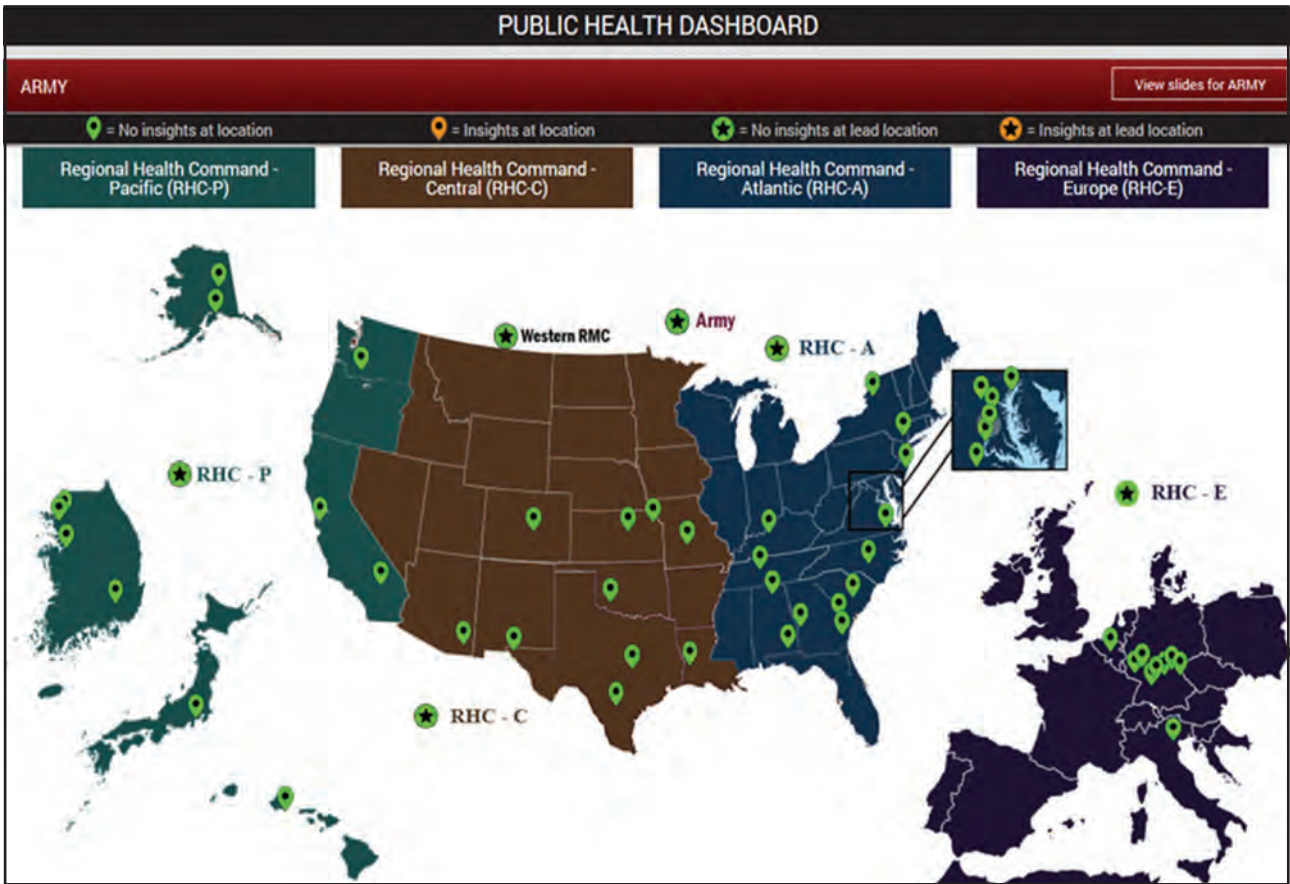 PUBLIC HEALTH DASHBOARD
ARMY
View slides for ARMY
= No insights at location
= Insights at location
= No insights at lead location
= Insights at lead location
Regional Health Command -
Pacific (RHC-P)
Regional Health Command -
Central (RHC-C)
Regional Health Command -
Atlantic (RHC-A)
Regional Health Command -
Europe (RHC-E)
Western RMC
Army
RHC - A
RHC - P
RHC - E
RHC - C